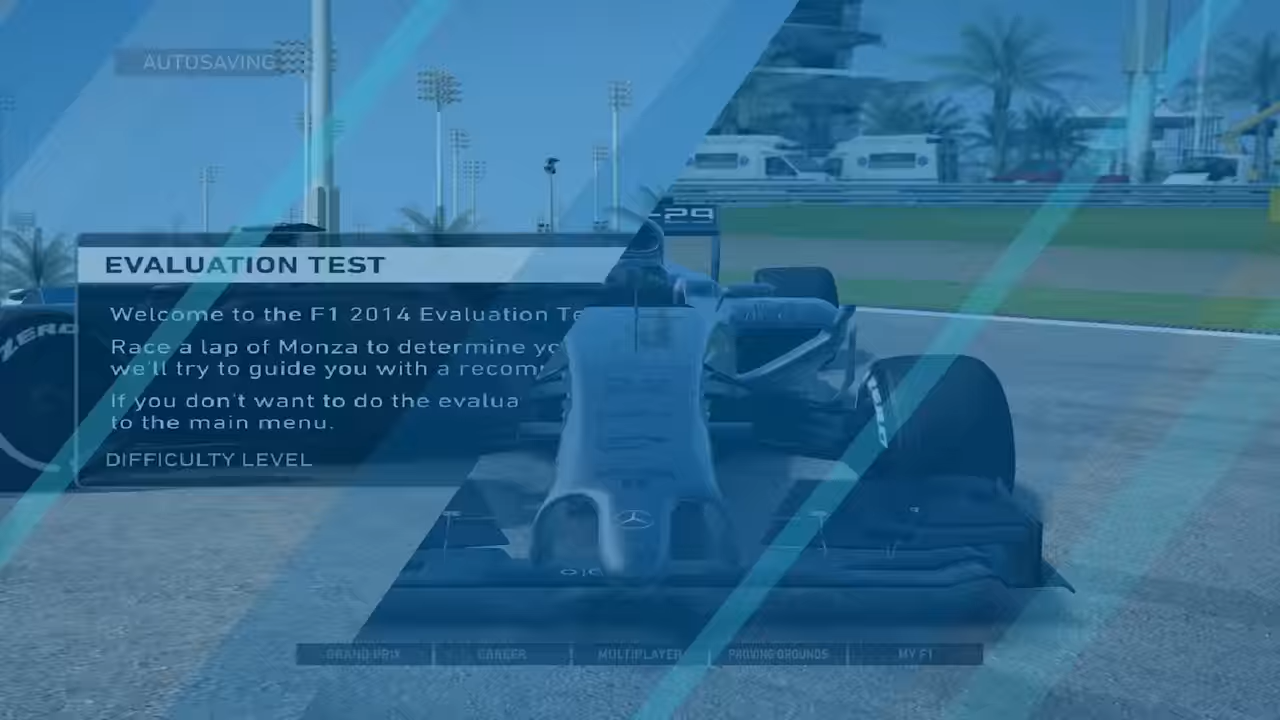 AUTOSAVING
-29
EVALUATION TEST
Welcome to the F1 2014 Evaluation Te
Race a lap of Monza to determine yo
we'll try to guide you with a recom
If you don't want to do the evalua
to the main menu.
ZERO
DIFFICULTY LEVEL
GRAND PRIX
CAREER
MULTIPLAYER
PROVING GROUNDS
MY F1